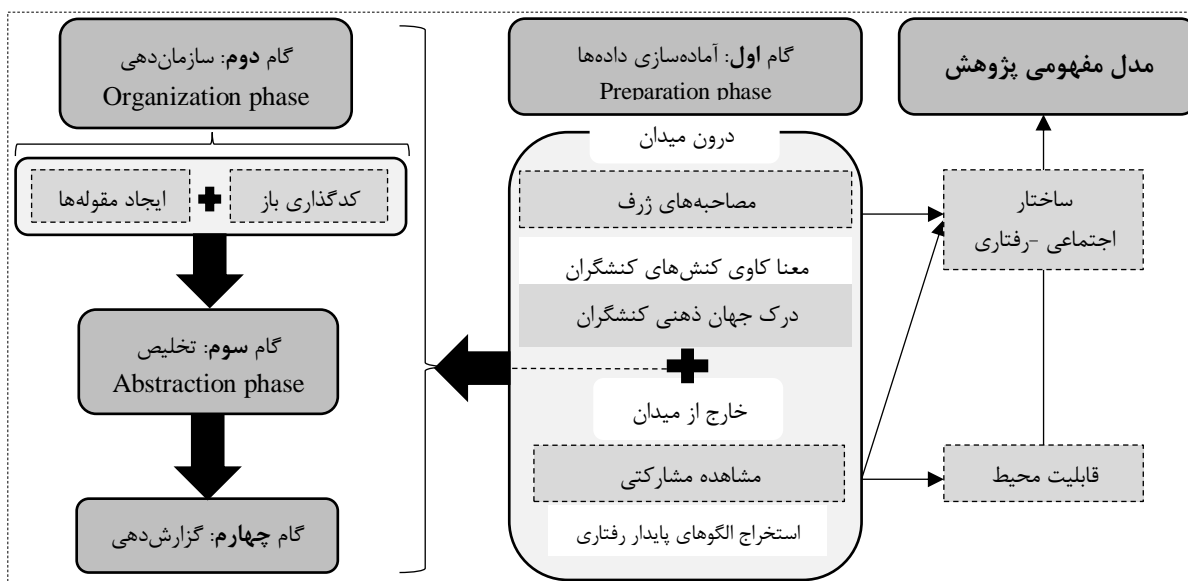 مدل مفهومی پژوهش
ساختار
اجتماعی -رفتاری
قابلیت محیط
گام اول: آماده‌سازی داده‌ها
Preparation phase
درون میدان
مصاحبه‌های ژرف
معنا کاوی کنش‌های کنشگران
درک جهان ذهنی کنشگران
خارج از میدان
مشاهده مشارکتی
استخراج الگوهای پایدار رفتاری
گام دوم: سازمان‌دهی
Organization phase
کدگذاری باز
ایجاد مقوله‌ها
گام سوم: تخلیص
Abstraction phase
گام چهارم: گزارش‌دهی